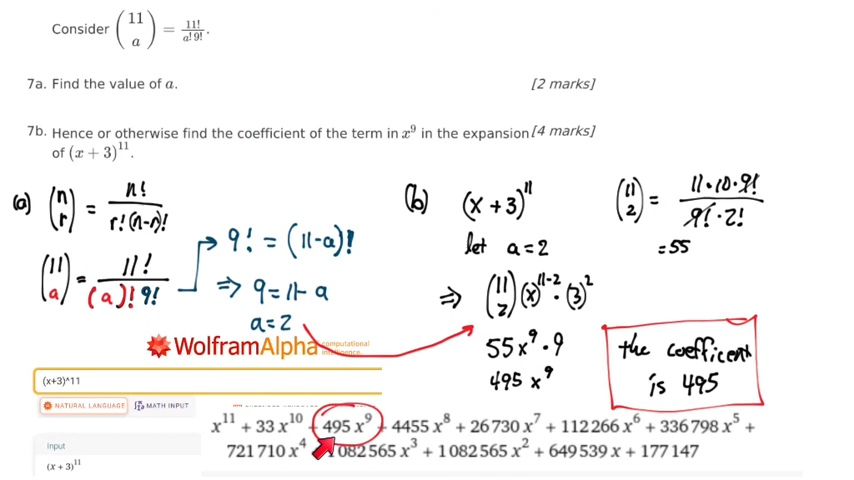 Consider (11 a) = 11!/a!9!.
7a. Find the value of a. [2 marks]
7b. Hence or otherwise find the coefficient of the term in x^9 in the expansion [4 marks]
of (x + 3)^11.
(a) (n r) = n!/r!(n-r)!
(11 a) = 11!/(a)!9!
9! = (11-a)!
⇒ 9 = 11-a
a = 2
(b) (x + 3)^11
let a = 2
⇒ (11 2)(x)^11-2 · (3)^2
55x^9 · 9
495 x^9
(11 2) = 11·10·9!/9!·2!
= 55
the coefficent
is 495
WolframAlpha computational intelligence.
(x+3)^11
NATURAL LANGUAGE MATH INPUT
Input
(x + 3)^11
x^11 + 33 x^10 + 495 x^9 + 4455 x^8 + 26730 x^7 + 112266 x^6 + 336798 x^5 +
721710 x^4 1082565 x^3 + 1082565 x^2 + 649539 x + 177147